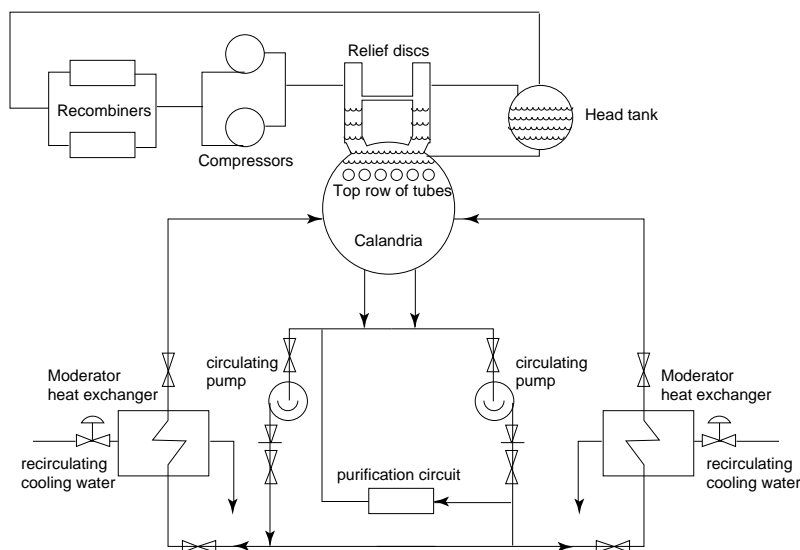 Relief discs
Recombiners
Head tank
Compressors
Top row of tubes
Calandria
circulating
pump
circulating
pump
Moderator
heat exchanger
Moderator
heat exchanger
recirculating
cooling water
purification circuit
recirculating
cooling water